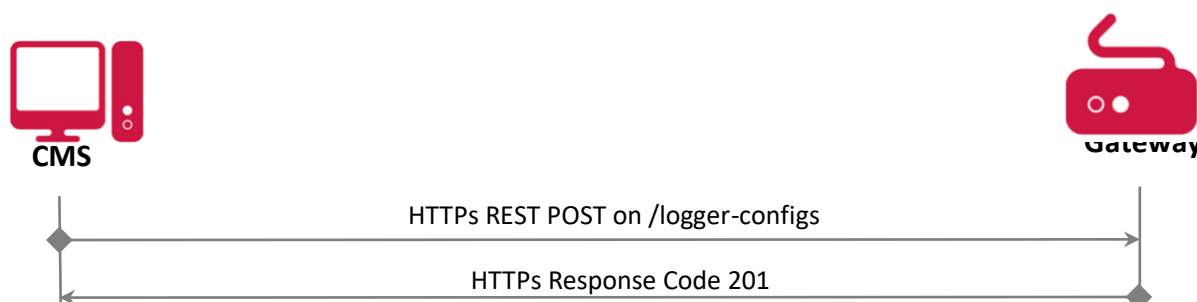 CMS
Gateway
HTTPs REST POST on /logger-configs
HTTPs Response Code 201